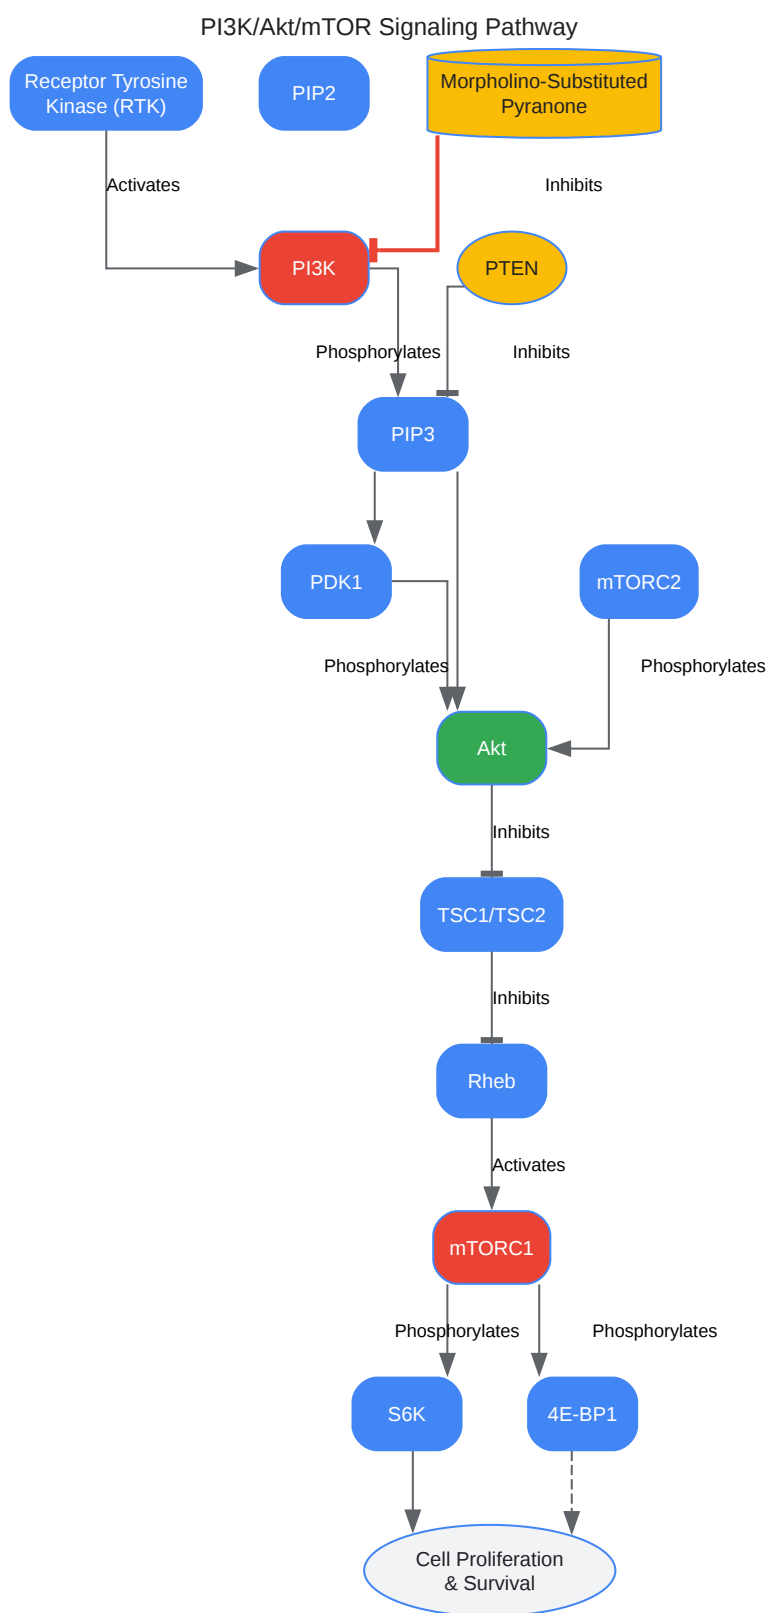 PI3K/Akt/mTOR Signaling Pathway
Receptor Tyrosine
Kinase (RTK)
PIP2
Morpholino-Substituted
Pyranone
Activates
Inhibits
PI3K
PTEN
Phosphorylates
Inhibits
PIP3
PDK1
mTORC2
Phosphorylates
Phosphorylates
Akt
Inhibits
TSC1/TSC2
Inhibits
Rheb
Activates
mTORC1
Phosphorylates
Phosphorylates
S6K
4E-BP1
Cell Proliferation
& Survival